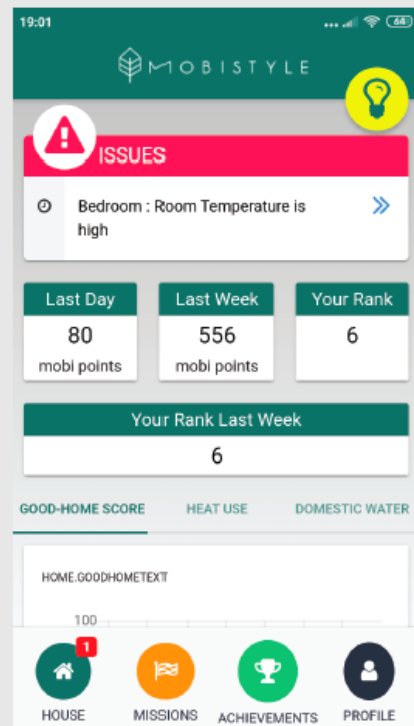 19:01
... 64
MOBISTYLE
ISSUES
Bedroom : Room Temperature is
high
Last Day
Last Week
Your Rank
80
556
6
mobi points
mobi points
Your Rank Last Week
6
GOOD-HOME SCORE
HEAT USE
DOMESTIC WATER
HOME.GOODHOMETEXT
100
1
HOUSE
MISSIONS
ACHIEVEMENTS
PROFILE